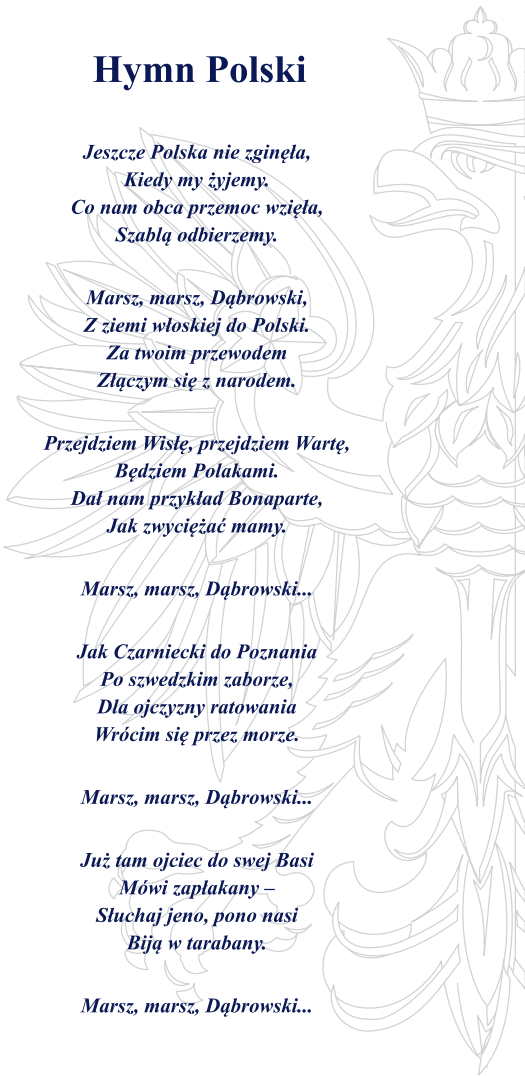 Hymn Polski
Jeszcze Polska nie zginęła,
Kiedy my żyjemy.
Co nam obca przemoc wzięła,
Szablą odbierzemy.
Marsz, marsz, Dąbrowski,
Z ziemi włoskiej do Polski.
Za twoim przewodem
Złączym się z narodem.
Przejdziem Wisłę, przejdziem Wartę,
Będziem Polakami.
Dał nam przykład Bonaparte,
Jak zwyciężać mamy.
Marsz, marsz, Dąbrowski...
Jak Czarniecki do Poznania
Po szwedzkim zaborze,
Dla ojczyzny ratowania
Wrócim się przez morze.
Marsz, marsz, Dąbrowski...
Już tam ojciec do swej Basi
Mówi zapłakany –
Słuchaj jeno, pono nasi
Biją w tarabany.
Marsz, marsz, Dąbrowski...